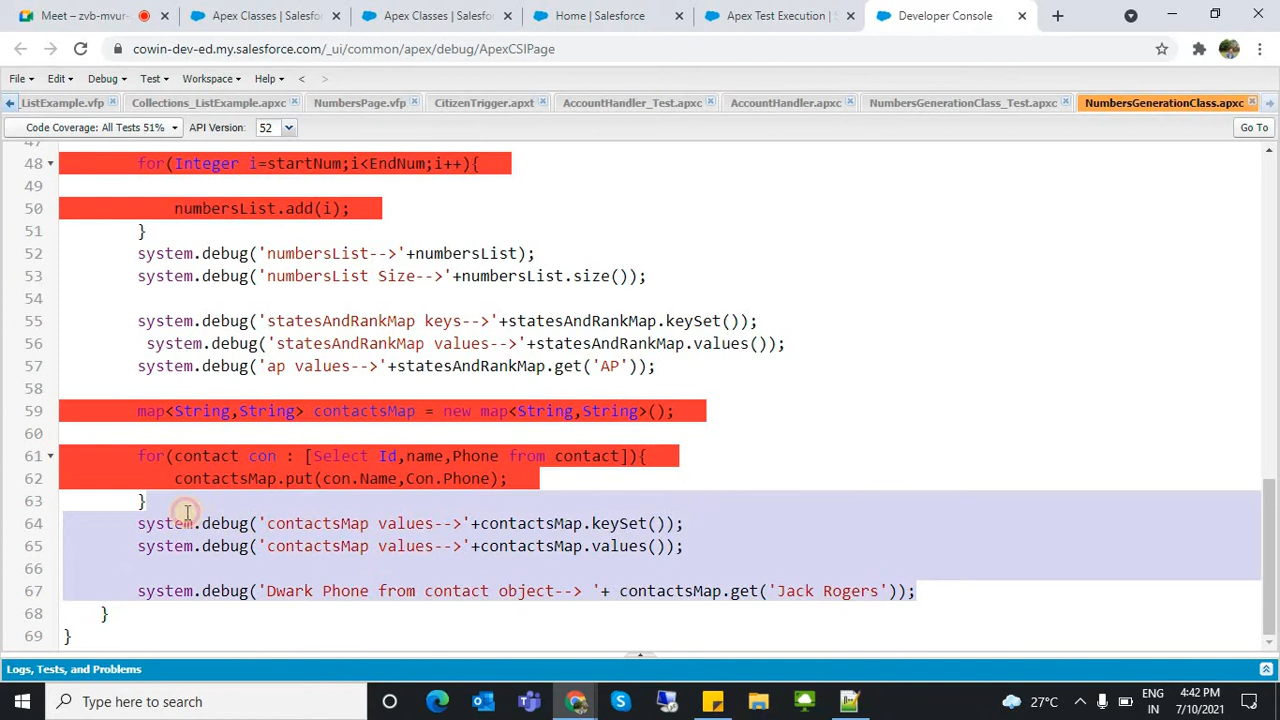 Meet – zvb-mvur-
Apex Classes | Salesfo
Apex Classes | Salesfo
Home | Salesforce
Apex Test Execution | S
Developer Console
cowin-dev-ed.my.salesforce.com/_ui/common/apex/debug/ApexCSIPage
File Edit Debug Test Workspace Help < >
ListExample.vfp
Collections_ListExample.apxc
NumbersPage.vfp
CitizenTrigger.apxt
AccountHandler_Test.apxc
AccountHandler.apxc
NumbersGenerationClass_Test.apxc
NumbersGenerationClass.apxc
Code Coverage: All Tests 51% API Version: 52 Go To
47
48 for(Integer i=startNum;i<EndNum;i++){
49
50 numbersList.add(i);
51 }
52 system.debug('numbersList-->'+numbersList);
53 system.debug('numbersList Size-->'+numbersList.size());
54
55 system.debug('statesAndRankMap keys-->'+statesAndRankMap.keySet());
56 system.debug('statesAndRankMap values-->'+statesAndRankMap.values());
57 system.debug('ap values-->'+statesAndRankMap.get('AP'));
58
59 map<String,String> contactsMap = new map<String,String>();
60
61 for(contact con : [Select Id,name,Phone from contact]){
62 contactsMap.put(con.Name,Con.Phone);
63 }
64 system.debug('contactsMap values-->'+contactsMap.keySet());
65 system.debug('contactsMap values-->'+contactsMap.values());
66
67 system.debug('Dwark Phone from contact object--> '+ contactsMap.get('Jack Rogers'));
68 }
69 }
Logs, Tests, and Problems
Type here to search
27°C
ENG
IN
4:42 PM
7/10/2021